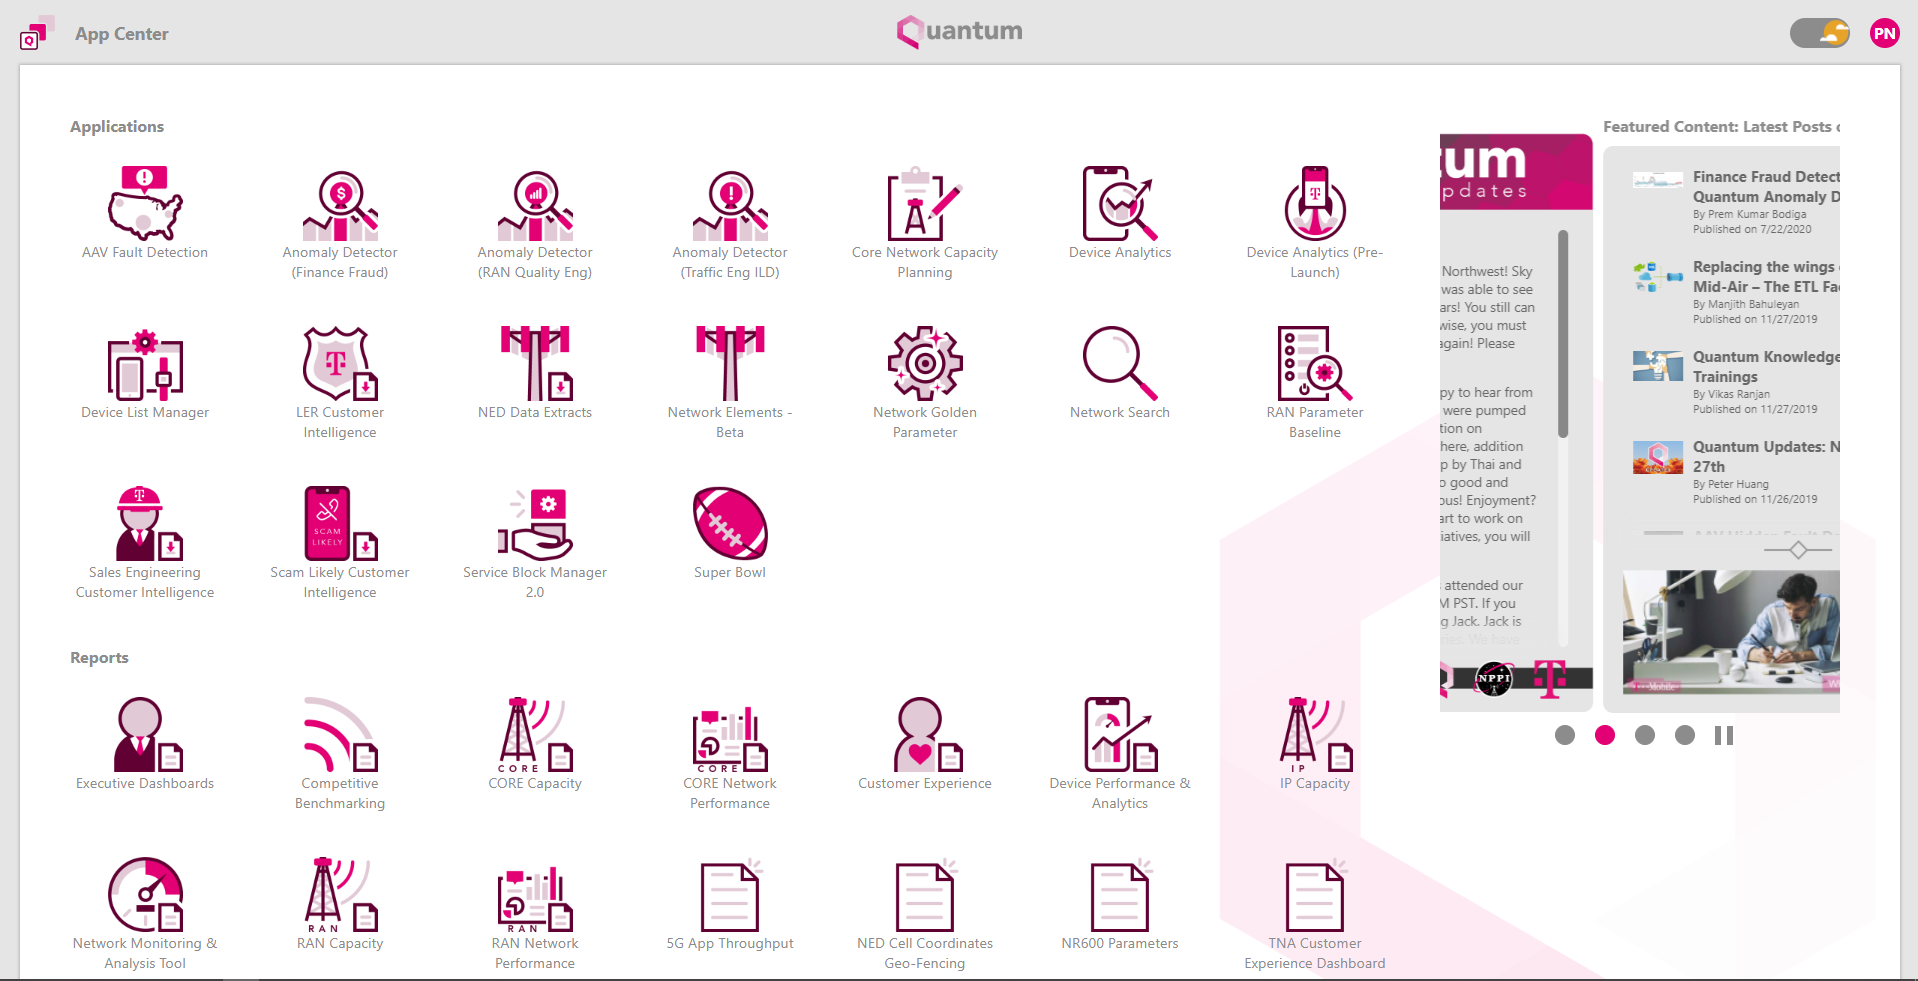 App Center
Quantum
PN
Applications
AAV Fault Detection
Anomaly Detector
(Finance Fraud)
Anomaly Detector
(RAN Quality Eng)
Anomaly Detector
(Traffic Eng ILD)
Core Network Capacity
Planning
Device Analytics
Device Analytics (Pre-
Launch)
Device List Manager
LER Customer
Intelligence
NED Data Extracts
Network Elements -
Beta
Network Golden
Parameter
Network Search
RAN Parameter
Baseline
SCAM
LIKELY
Sales Engineering
Customer Intelligence
Scam Likely Customer
Intelligence
Service Block Manager
2.0
Super Bowl
Reports
CORE
CORE
IP
Executive Dashboards
Competitive
Benchmarking
CORE Capacity
CORE Network
Performance
Customer Experience
Device Performance &
Analytics
IP Capacity
RAN
RAN
Network Monitoring &
Analysis Tool
RAN Capacity
RAN Network
Performance
5G App Throughput
NED Cell Coordinates
Geo-Fencing
NR600 Parameters
TNA Customer
Experience Dashboard
tum
pdates
Northwest! Sky
was able to see
ars! You still can
wise, you must
again! Please
py to hear from
were pumped
tion on
here, addition
p by Thai and
o good and
ous! Enjoyment?
art to work on
iatives, you will
attended our
M PST. If you
g Jack. Jack is
ries. We have
NPPI
T
Featured Content: Latest Posts o
Finance Fraud Detect
Quantum Anomaly D
By Prem Kumar Bodiga
Published on 7/22/2020
Replacing the wings
Mid-Air – The ETL Fa
By Manjith Bahuleyan
Published on 11/27/2019
Quantum Knowledge
Trainings
By Vikas Ranjan
Published on 11/27/2019
Quantum Updates: N
27th
By Peter Huang
Published on 11/26/2019
AAV Hidden Fault De